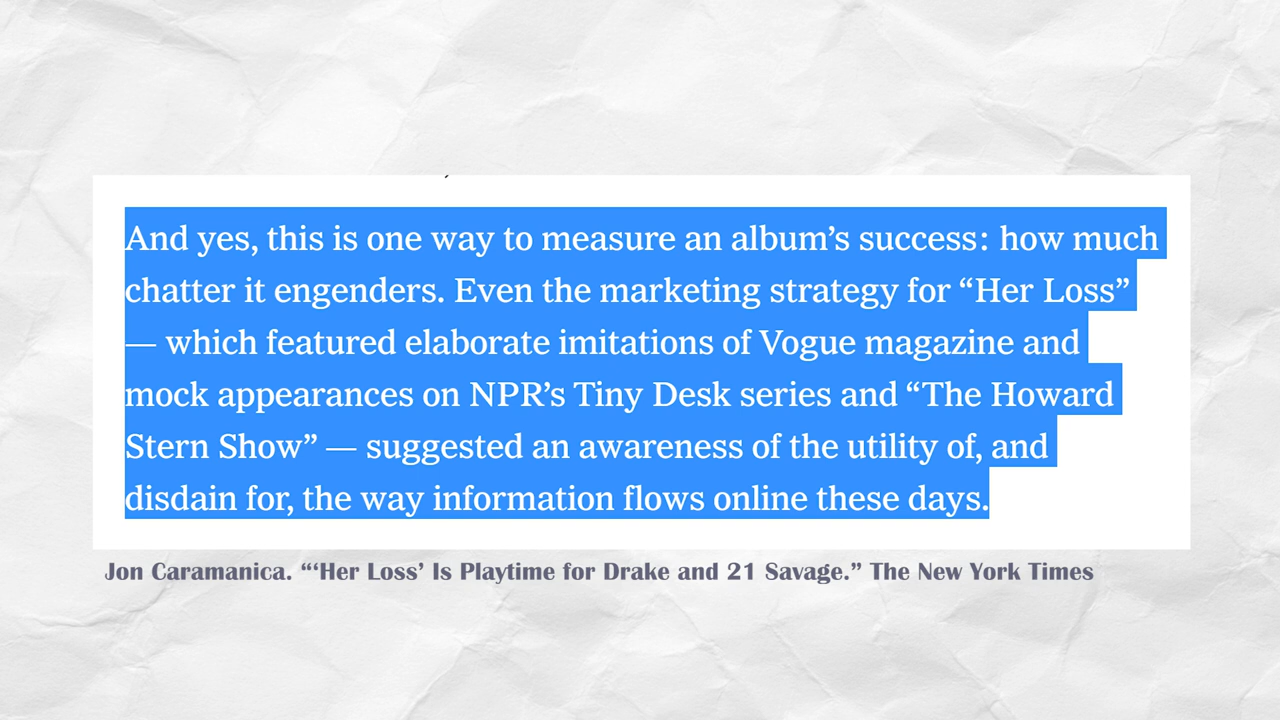 And yes, this is one way to measure an album’s success: how much
chatter it engenders. Even the marketing strategy for “Her Loss”
— which featured elaborate imitations of Vogue magazine and
mock appearances on NPR’s Tiny Desk series and “The Howard
Stern Show” — suggested an awareness of the utility of, and
disdain for, the way information flows online these days.
Jon Caramanica. “‘Her Loss’ Is Playtime for Drake and 21 Savage.” The New York Times